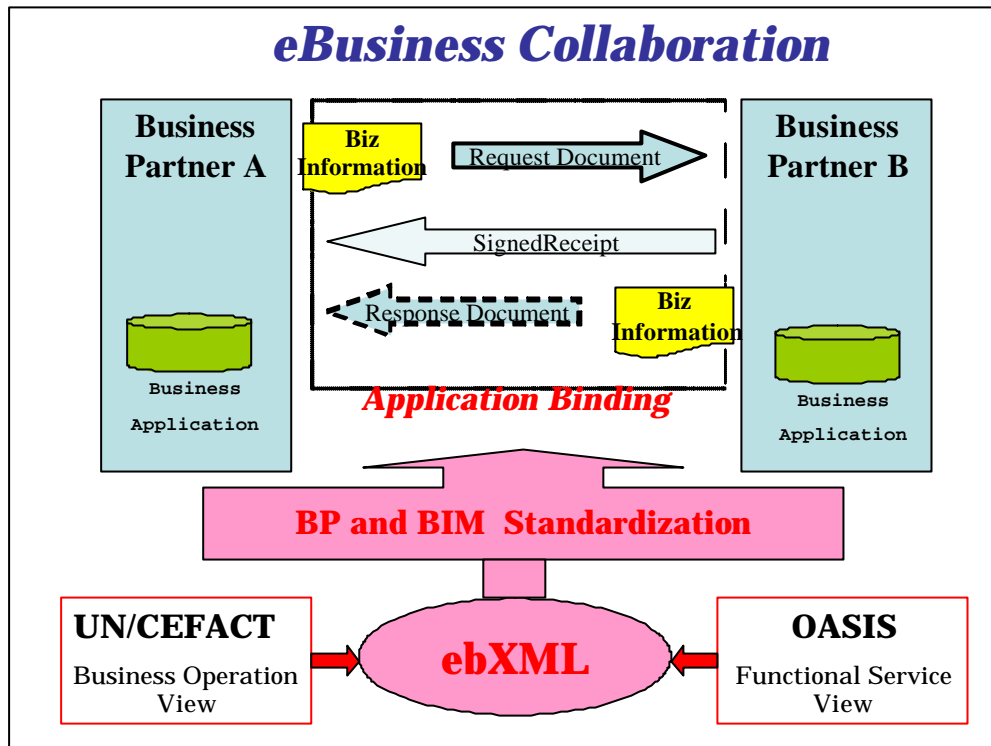 eBusiness Collaboration
Business
Partner A
Biz
Information
Request Document
Business
Partner B
SignedReceipt
Response Document
Biz
Information
Business
Application
Business
Application
Application Binding
BP and BIM Standardization
UN/CEFACT
Business Operation
View
ebXML
OASIS
Functional Service
View